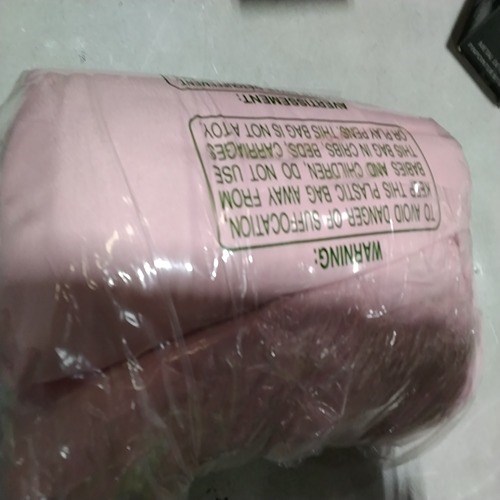 WARNING:
TO AVOID DANGER OF SUFFOCATION
KEEP THIS PLASTIC BAG AWAY FROM
BABIES AND CHILDREN. DO NOT USE
THIS BAG IN CRIBS, BEDS, CARRIAGES
OR PLAY PENS. THIS BAG IS NOT A TOY
AVERTISSEMENT: